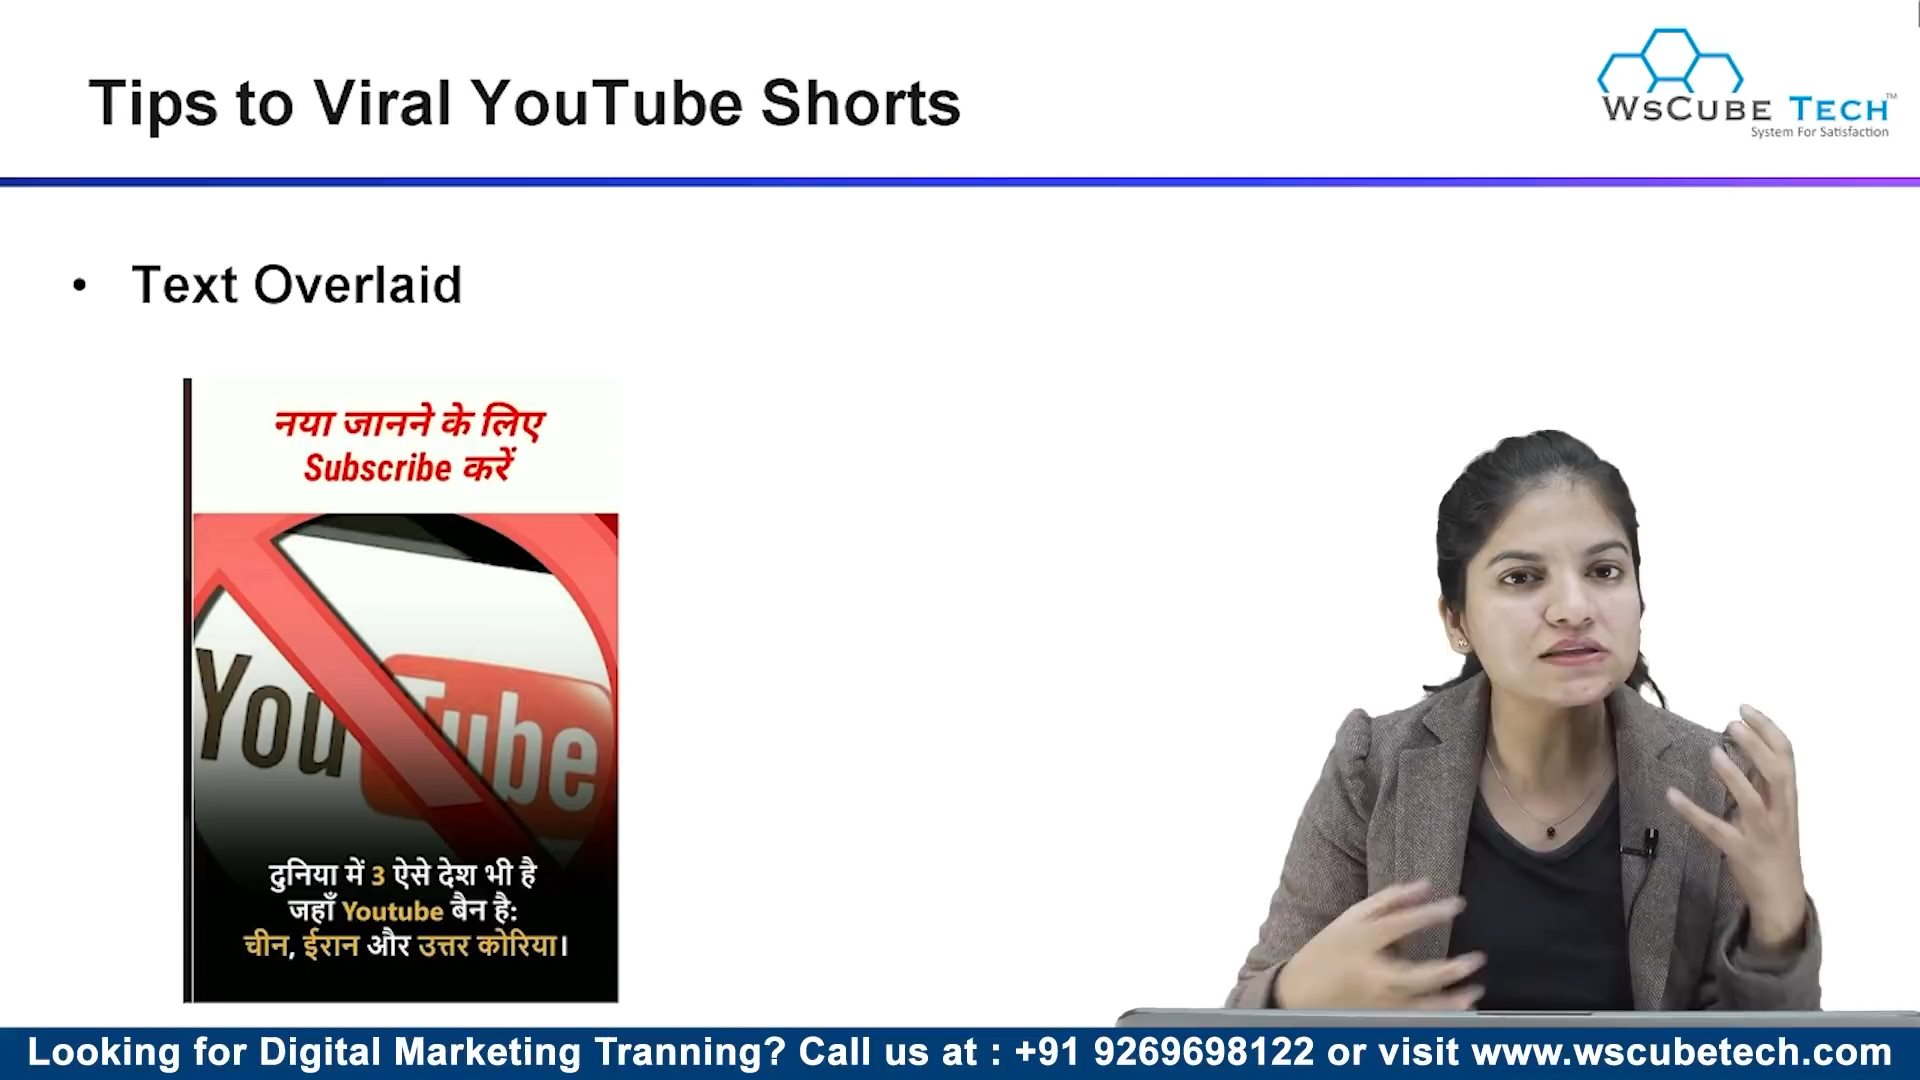 Tips to Viral YouTube Shorts
WSCUBE TECH™
System For Satisfaction
• Text Overlaid
नया जानने के लिए
Subscribe करें
YouTube
दुनिया में 3 ऐसे देश भी है
जहाँ Youtube बैन है:
चीन, ईरान और उत्तर कोरिया।
Looking for Digital Marketing Tranning? Call us at : +91 9269698122 or visit www.wscubetech.com